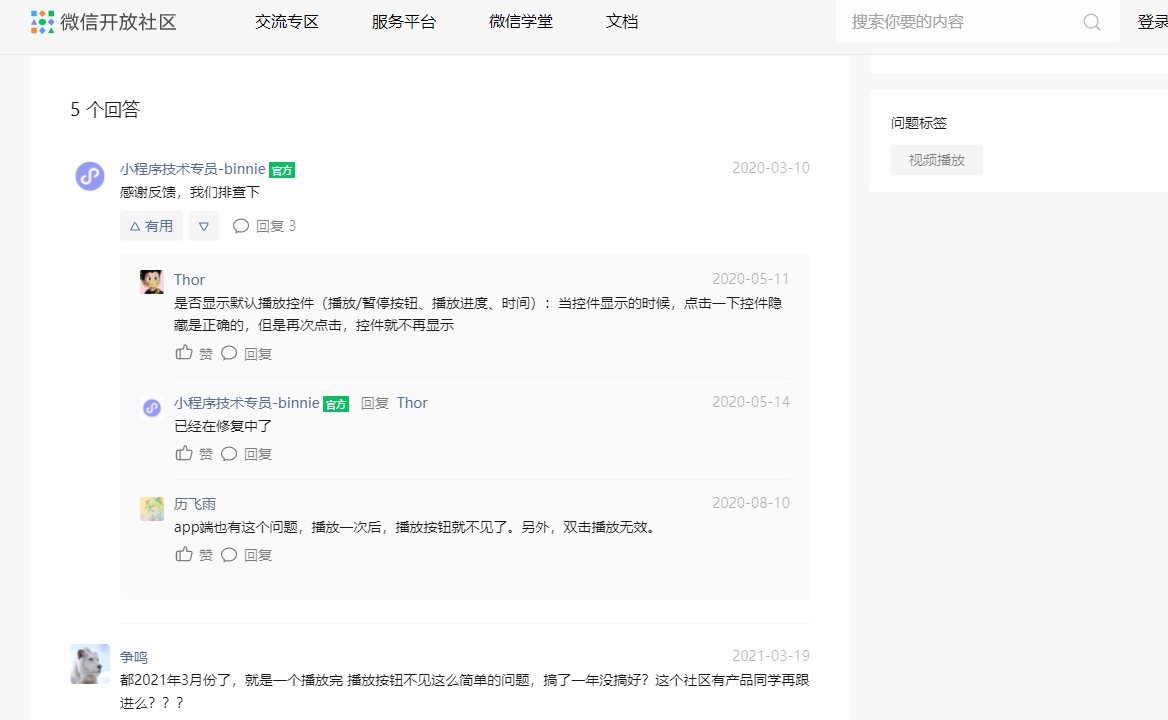 微信开放社区 交流专区 服务平台 微信学堂 文档 搜索你要的内容 登录
5 个回答
问题标签
视频播放
小程序技术专员-binnie 官方 2020-03-10
感谢反馈，我们排查下
有用 回复 3
Thor 2020-05-11
是否显示默认播放控件（播放/暂停按钮、播放进度、时间）：当控件显示的时候，点击一下控件隐
藏是正确的，但是再次点击，控件就不再显示
赞 回复
小程序技术专员-binnie 官方 回复 Thor 2020-05-14
已经在修复中了
赞 回复
历飞雨 2020-08-10
app端也有这个问题，播放一次后，播放按钮就不见了。另外，双击播放无效。
赞 回复
争鸣 2021-03-19
都2021年3月份了，就是一个播放完 播放按钮不见这么简单的问题，搞了一年没搞好？这个社区有产品同学再跟
进么？？？